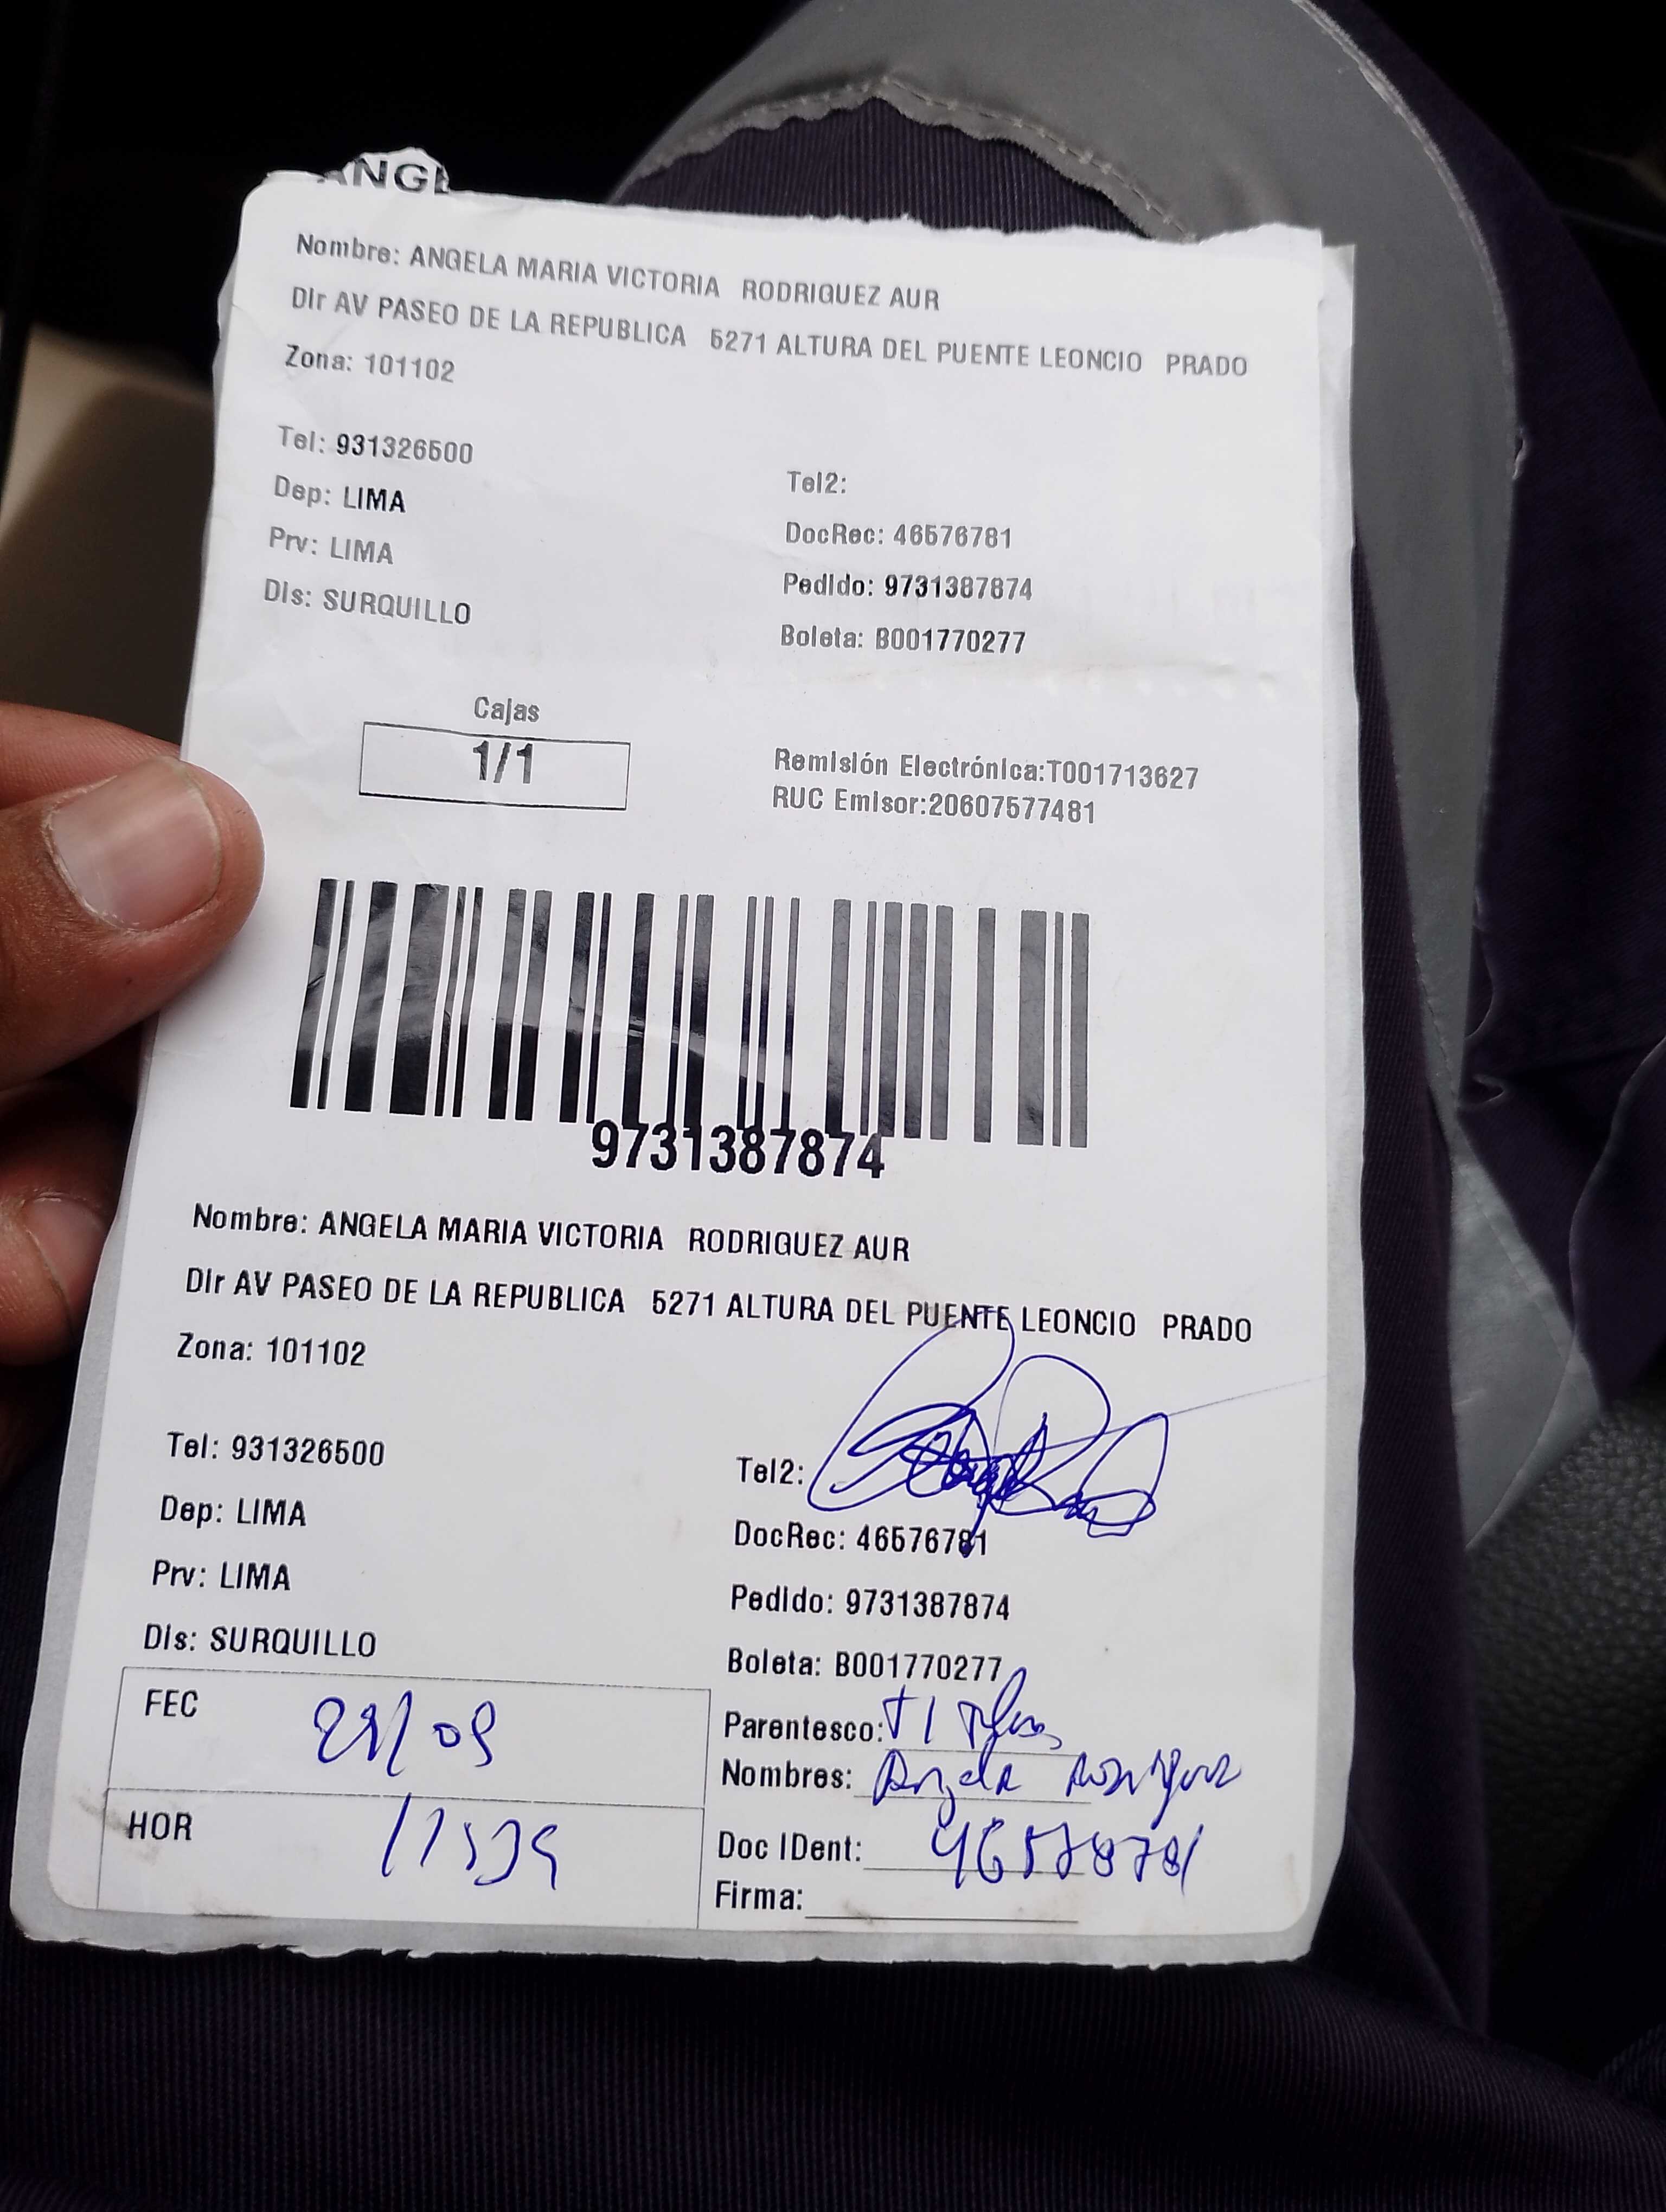 ANGE
Nombre: ANGELA MARIA VICTORIA RODRIGUEZ AUR
Dir AV PASEO DE LA REPUBLICA 5271 ALTURA DEL PUENTE LEONCIO PRADO
Zona: 101102
Tel: 931326500
Tel2:
Dep: LIMA
DocRec: 46576781
Prv: LIMA
Pedido: 9731387874
Dis: SURQUILLO
Boleta: B001770277
Cajas
1/1
Remisión Electrónica:T001713627
RUC Emisor:20607577481
9731387874
Nombre: ANGELA MARIA VICTORIA RODRIGUEZ AUR
Dir AV PASEO DE LA REPUBLICA 5271 ALTURA DEL PUENTE LEONCIO PRADO
Zona: 101102
Tel: 931326500
Tel2:
Dep: LIMA
DocRec: 46576781
Prv: LIMA
Pedido: 9731387874
Dis: SURQUILLO
Boleta: B001770277
FEC
Parentesco:
Nombres: Angela Rodriguez
HOR
Doc IDent:
Firma: